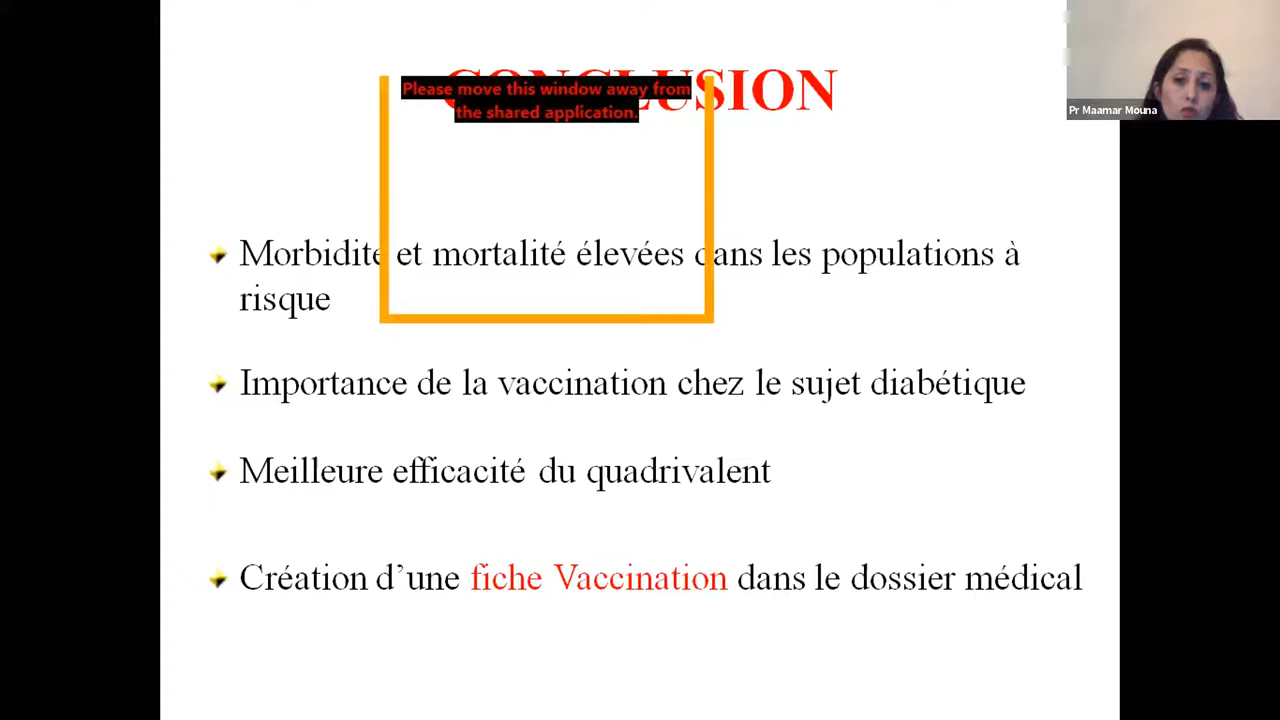 CONCLUSION
Please move this window away from
the shared application.
Pr Maamar Mouna
Morbidité et mortalité élevées dans les populations à
risque
Importance de la vaccination chez le sujet diabétique
Meilleure efficacité du quadrivalent
Création d’une fiche Vaccination dans le dossier médical